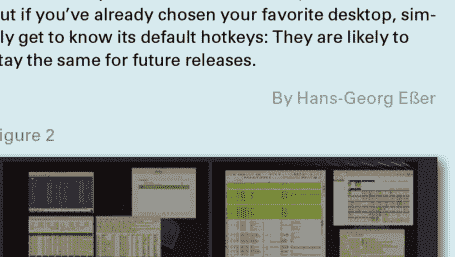 ut if you've already chosen your favorite desktop, sim-
ly get to know its default hotkeys: They are likely to
tay the same for future releases.
By Hans-Georg Eßer
igure 2